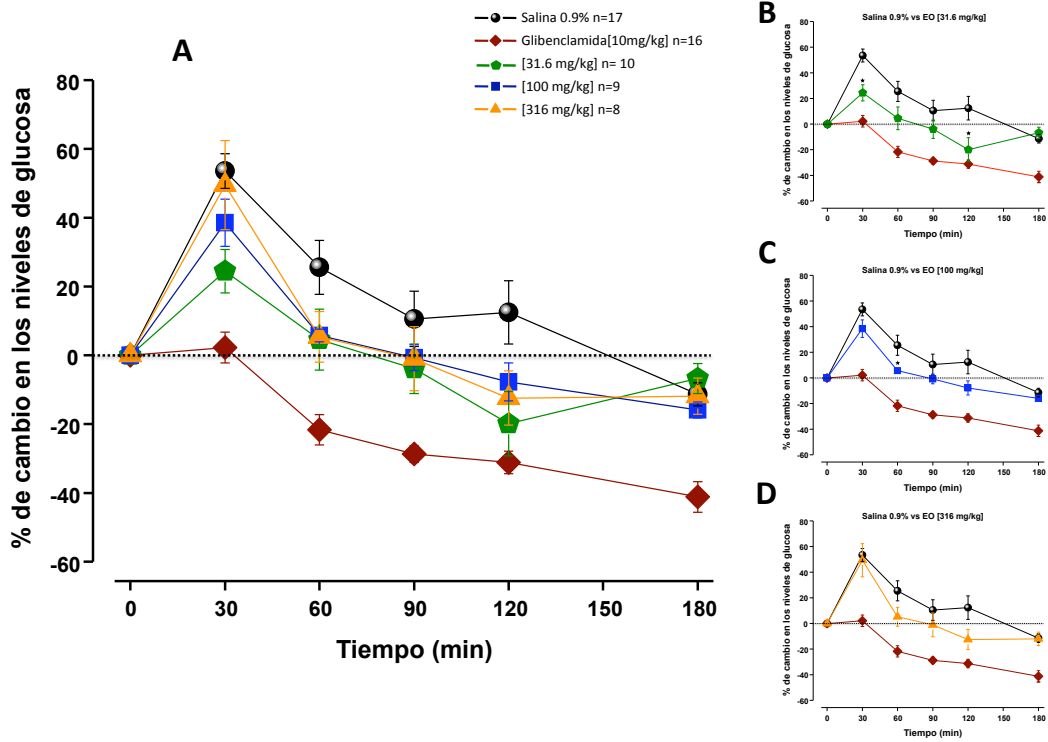 A
Salina 0.9% n=17
Glibenclamida[10mg/kg] n=16
[31.6 mg/kg] n= 10
[100 mg/kg] n=9
[316 mg/kg] n=8
% de cambio en los niveles de glucosa
80
60
40
20
0
-20
-40
-60
0 30 60 90 120 150 180
Tiempo (min)
B
Salina 0.9% vs EO [31.6 mg/kg]
% de cambio en los niveles de glucosa
80
60
40
20
0
-20
-40
-60
*
*
0 30 60 90 120 150 180
Tiempo (min)
C
Salina 0.9% vs EO [100 mg/kg]
% de cambio en los niveles de glucosa
80
60
40
20
0
-20
-40
-60
*
0 30 60 90 120 150 180
Tiempo (min)
D
Salina 0.9% vs EO [316 mg/kg]
% de cambio en los niveles de glucosa
80
60
40
20
0
-20
-40
-60
0 30 60 90 120 150 180
Tiempo (min)